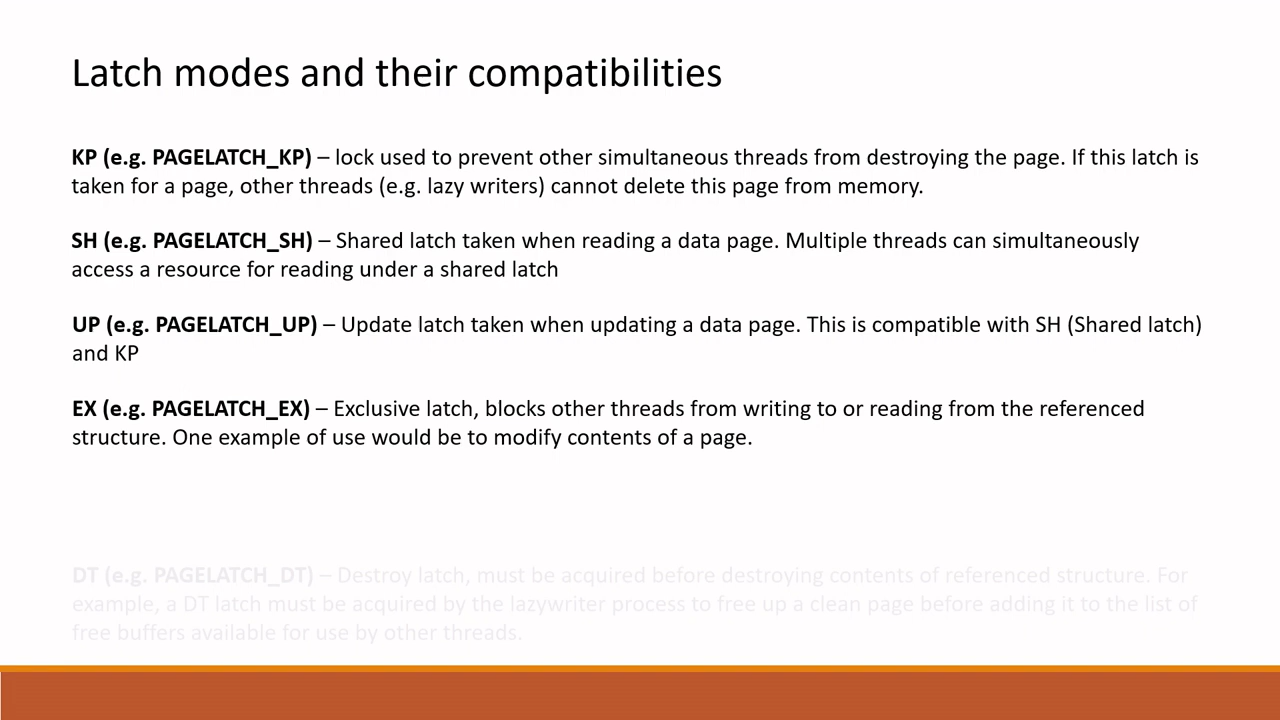 Latch modes and their compatibilities
KP (e.g. PAGELATCH_KP) – lock used to prevent other simultaneous threads from destroying the page. If this latch is
taken for a page, other threads (e.g. lazy writers) cannot delete this page from memory.
SH (e.g. PAGELATCH_SH) – Shared latch taken when reading a data page. Multiple threads can simultaneously
access a resource for reading under a shared latch
UP (e.g. PAGELATCH_UP) – Update latch taken when updating a data page. This is compatible with SH (Shared latch)
and KP
EX (e.g. PAGELATCH_EX) – Exclusive latch, blocks other threads from writing to or reading from the referenced
structure. One example of use would be to modify contents of a page.
DT (e.g. PAGELATCH_DT) – Destroy latch, must be acquired before destroying contents of referenced structure. For
example, a DT latch must be acquired by the lazywriter process to free up a clean page before adding it to the list of
free buffers available for use by other threads.